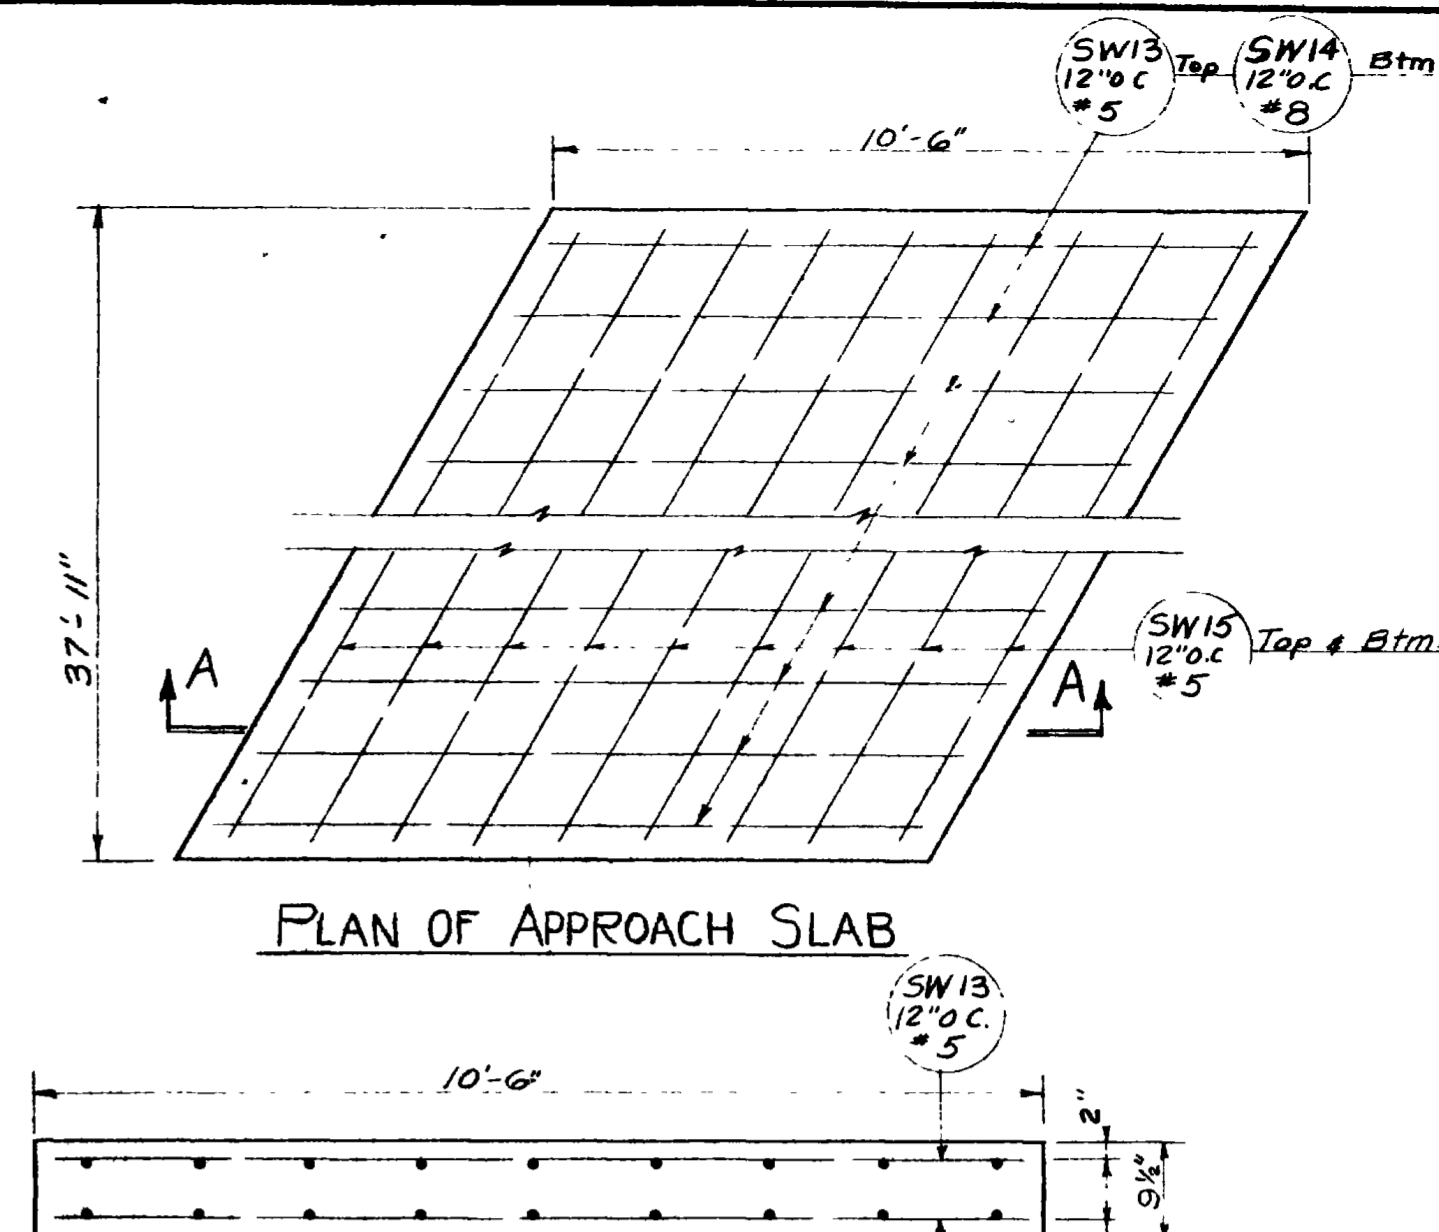 SW13
12"O C
#5
Top
SW14
12"O.C
#8
Btm
10'-6"
37'-11"
A
A
SW15
12"O.C
#5
Top & Btm.
PLAN OF APPROACH SLAB
SW13
12"O C.
#5
10'-6"
2"
9½"